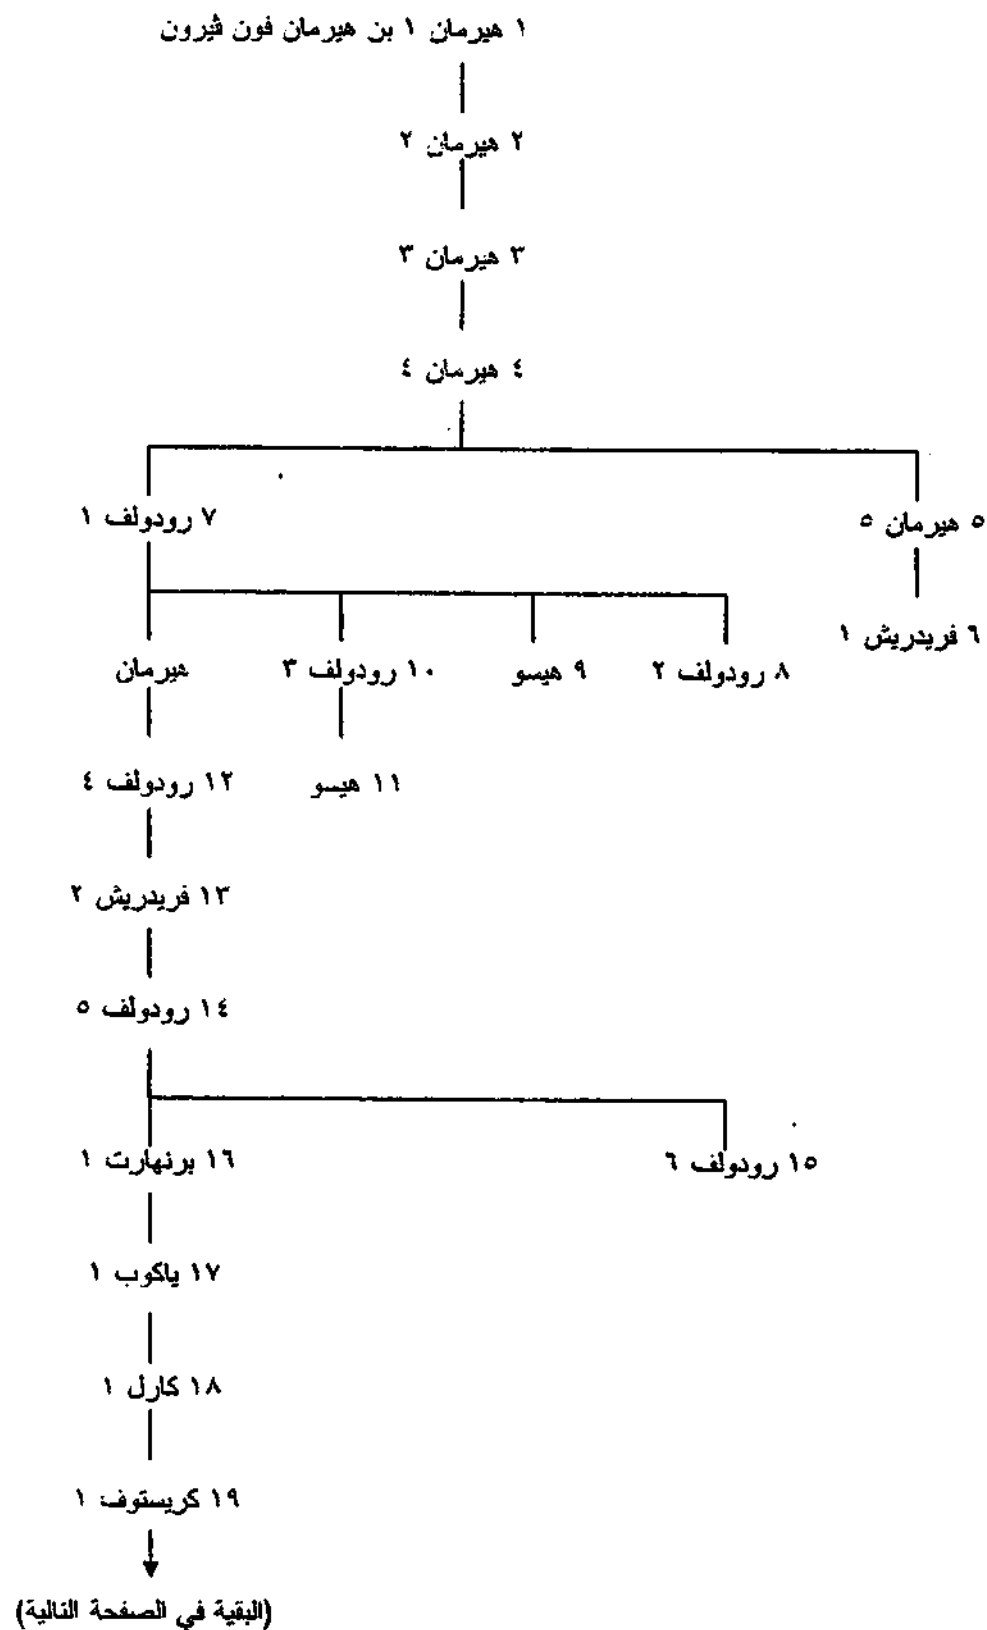 ١ هيرمان ١ بن هيرمان فون ڤيرون
٢ هيرمان ٢
٣ هيرمان ٣
٤ هيرمان ٤
٥ هيرمان ٥
٧ رودولف ١
٦ فريدريش ١
٨ رودولف ٢
٩ هيسو
١٠ رودولف ٣
هيرمان
١١ هيسو
١٢ رودولف ٤
١٣ فريدريش ٢
١٤ رودولف ٥
١٥ رودولف ٦
١٦ برنهارت ١
١٧ ياكوب ١
١٨ كارل ١
١٩ كريستوف ١
(البقية في الصفحة التالية)